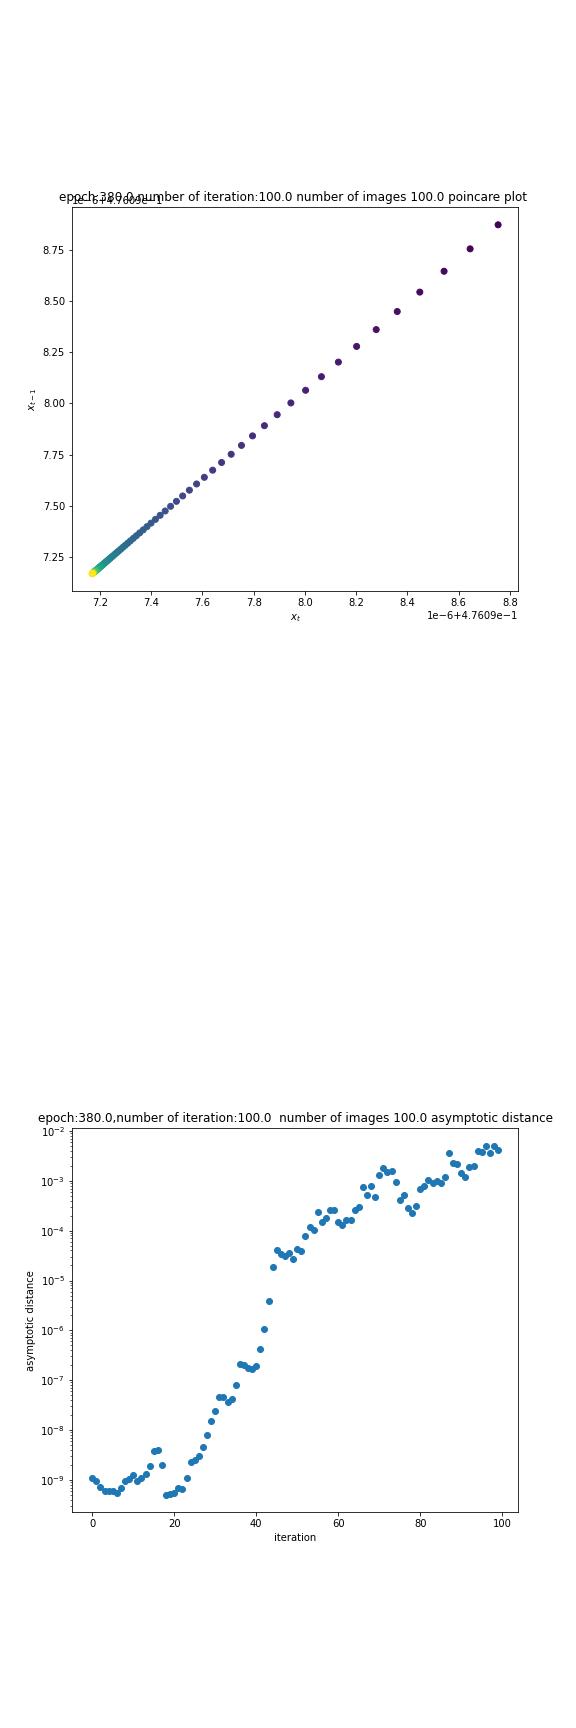 epoch:380.0,number of iteration:100.0 number of images 100.0 poincare plot
1e−6+4.7609e−1
8.75
8.50
8.25
8.00
7.75
7.50
7.25
x_{t−1}
7.2 7.4 7.6 7.8 8.0 8.2 8.4 8.6 8.8
x_t
1e−6+4.7609e−1
epoch:380.0,number of iteration:100.0  number of images 100.0 asymptotic distance
10^{−2}
10^{−3}
10^{−4}
10^{−5}
10^{−6}
10^{−7}
10^{−8}
10^{−9}
asymptotic distance
0 20 40 60 80 100
iteration